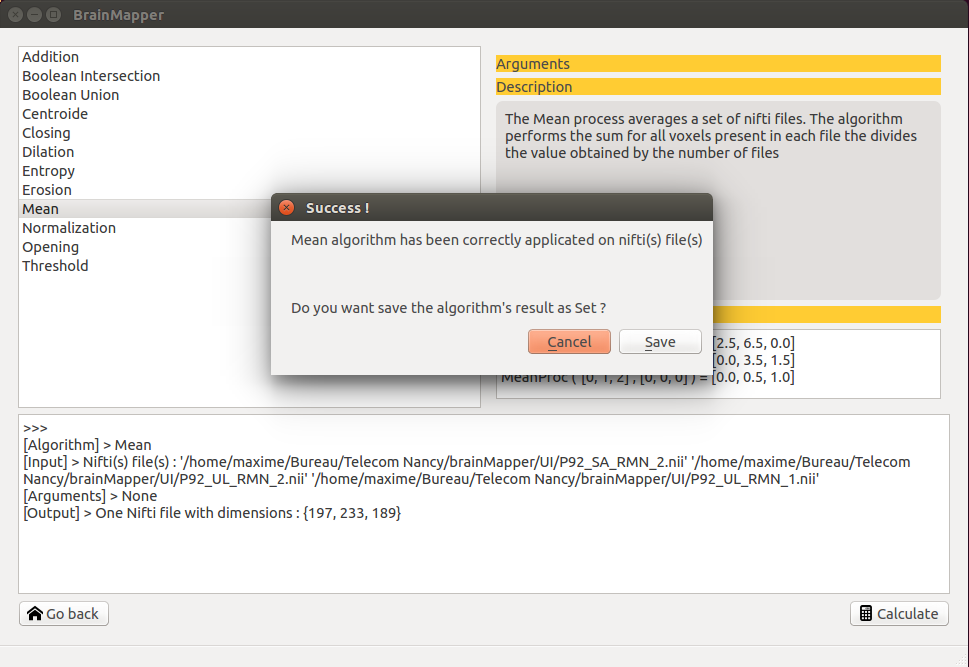 BrainMapper
Addition
Boolean Intersection
Boolean Union
Centroide
Closing
Dilation
Entropy
Erosion
Mean
Normalization
Opening
Threshold
Arguments
Description
The Mean process averages a set of nifti files. The algorithm
performs the sum for all voxels present in each file the divides
the value obtained by the number of files
Success !
Mean algorithm has been correctly applicated on nifti(s) file(s)
Do you want save the algorithm's result as Set ?
Cancel
Save
[2.5, 6.5, 0.0]
[0.0, 3.5, 1.5]
MeanProc ( [0, 1, 2] , [0, 0, 0] ) = [0.0, 0.5, 1.0]
>>>
[Algorithm] > Mean
[Input] > Nifti(s) file(s) : '/home/maxime/Bureau/Telecom Nancy/brainMapper/UI/P92_SA_RMN_2.nii' '/home/maxime/Bureau/Telecom
Nancy/brainMapper/UI/P92_UL_RMN_2.nii' '/home/maxime/Bureau/Telecom Nancy/brainMapper/UI/P92_UL_RMN_1.nii'
[Arguments] > None
[Output] > One Nifti file with dimensions : {197, 233, 189}
Go back
Calculate